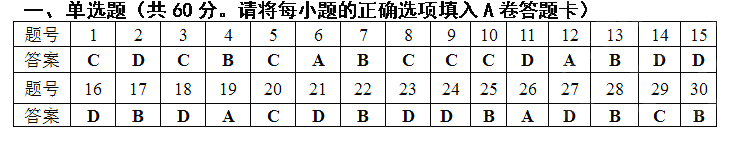 一、单选题（共 60 分。请将每小题的正确选项填入 A 卷答题卡）
题号 1 2 3 4 5 6 7 8 9 10 11 12 13 14 15
答案 C D C B C A B C C C D A B D D
题号 16 17 18 19 20 21 22 23 24 25 26 27 28 29 30
答案 D B D A C D B D D B A D B C B